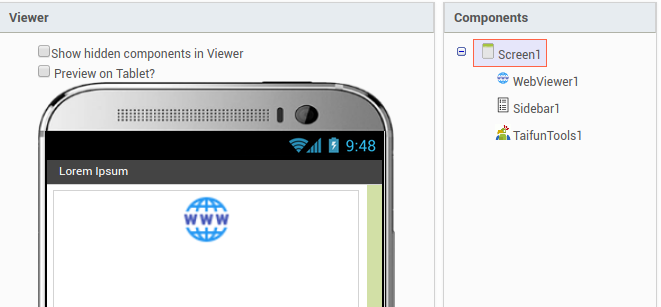 Viewer
Show hidden components in Viewer
Preview on Tablet?
9:48
Lorem Ipsum
WWW
Components
Screen1
WebViewer1
Sidebar1
TaifunTools1